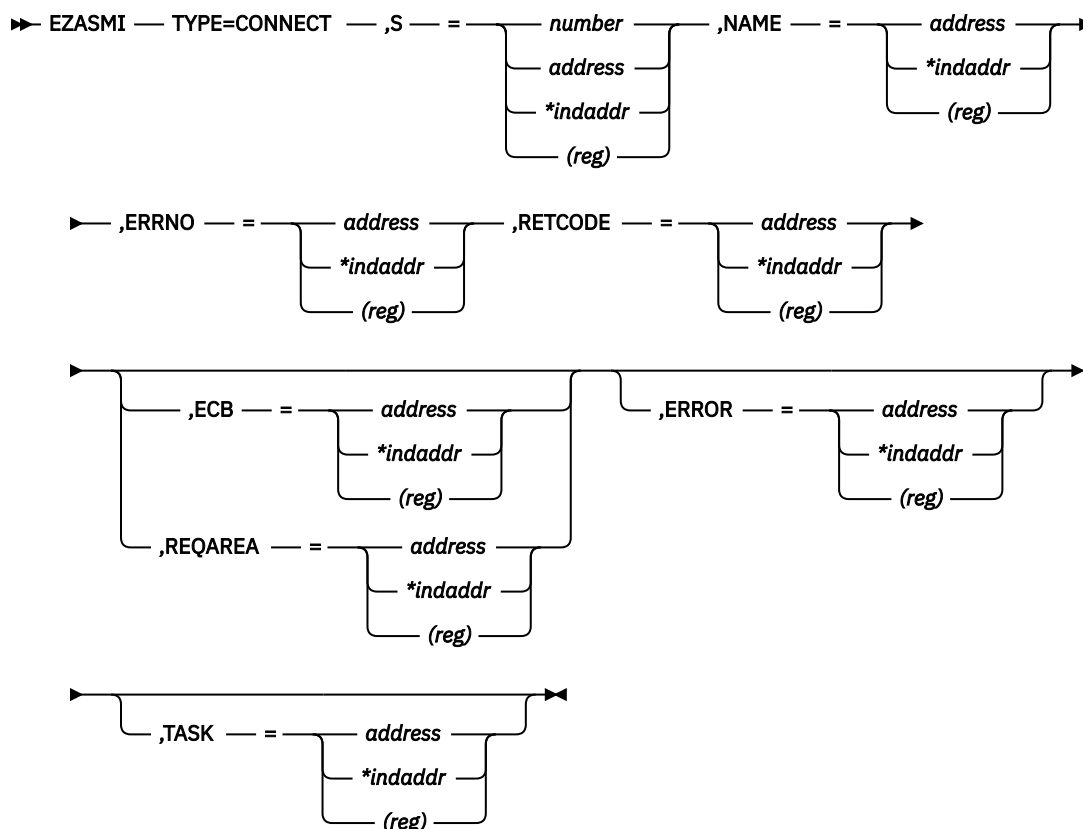 EZASMI TYPE=CONNECT ,S = number ,NAME = address
address *indaddr
*indaddr (reg)
(reg)
,ERRNO = address ,RETCODE = address
*indaddr *indaddr
(reg) (reg)
,ECB = address ,ERROR = address
*indaddr *indaddr
(reg) (reg)
,REQAREA = address
*indaddr
(reg)
,TASK = address
*indaddr
(reg)